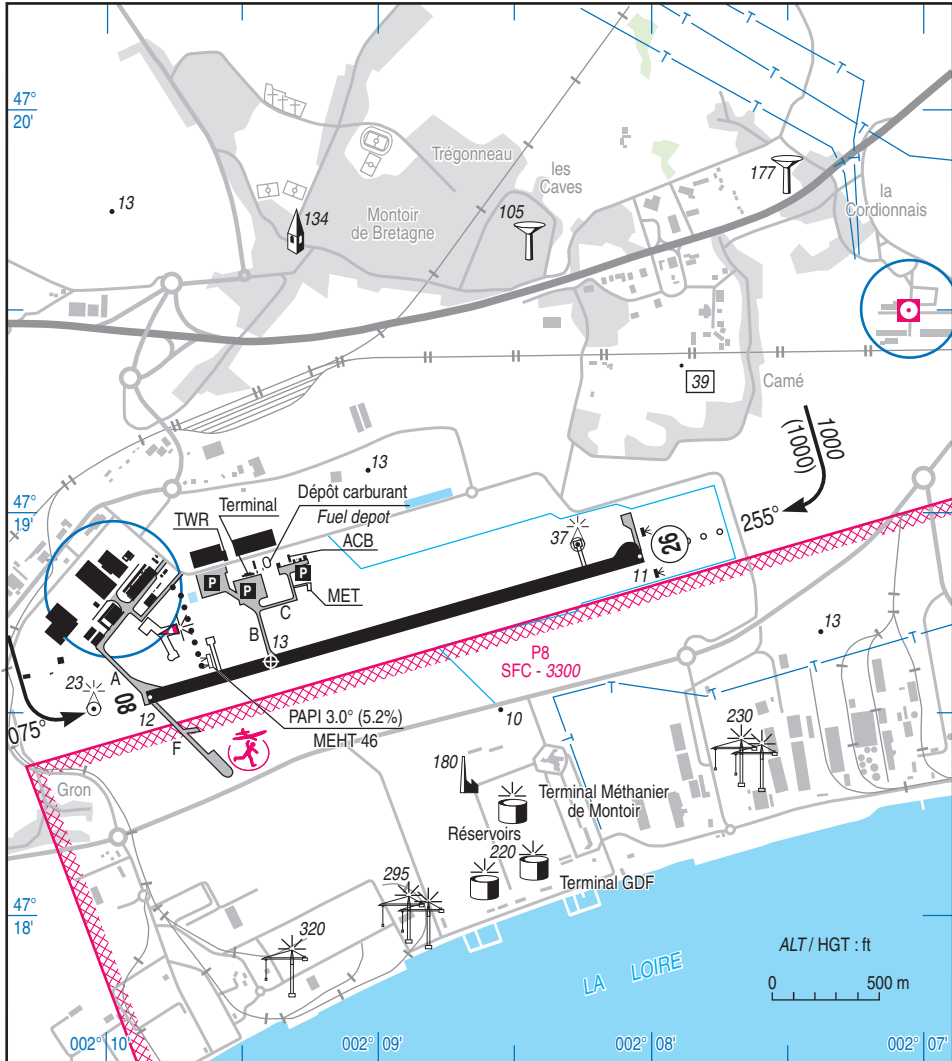 47°
20'
Trégonneau
les
Caves
177
la
Cordionnais
13
134
Montoir
de Bretagne
105
39
Camé
1000
(1000)
47°
19'
13
Dépôt carburant
Fuel depot
Terminal
TWR
ACB
37
26
255°
P
P
P
MET
11
C
B
13
13
P8
SFC - 3300
A
23
08
075°
12
PAPI 3.0° (5.2%)
MEHT 46
10
F
230
180
Gron
Terminal Méthanier
de Montoir
Réservoirs
220
Terminal GDF
295
47°
18'
320
LA LOIRE
ALT / HGT : ft
0 500 m
002° 10'
002° 09'
002° 08'
002° 07'
T
T
T
T
T
T
T
T
T
T
T
T
T
T